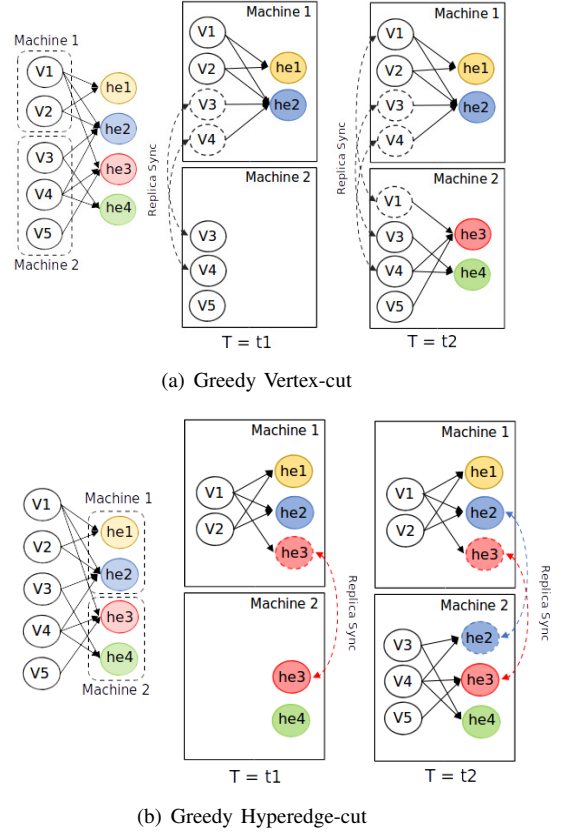 Machine 1
V1
V2
V3
V4
V5
he1
he2
he3
he4
Machine 2
Machine 1
V1
V2
V3
V4
he1
he2
Replica Sync
Machine 2
V3
V4
V5
T = t1
Machine 1
V1
V2
V3
V4
he1
he2
Replica Sync
Machine 2
V1
V3
V4
V5
he3
he4
T = t2
(a) Greedy Vertex-cut
V1
V2
V3
V4
V5
Machine 1
he1
he2
he3
he4
Machine 2
Machine 1
V1
V2
he1
he2
he3
Replica Sync
Machine 2
he3
he4
T = t1
Machine 1
V1
V2
he1
he2
he3
Replica Sync
Machine 2
V3
V4
V5
he2
he3
he4
T = t2
(b) Greedy Hyperedge-cut